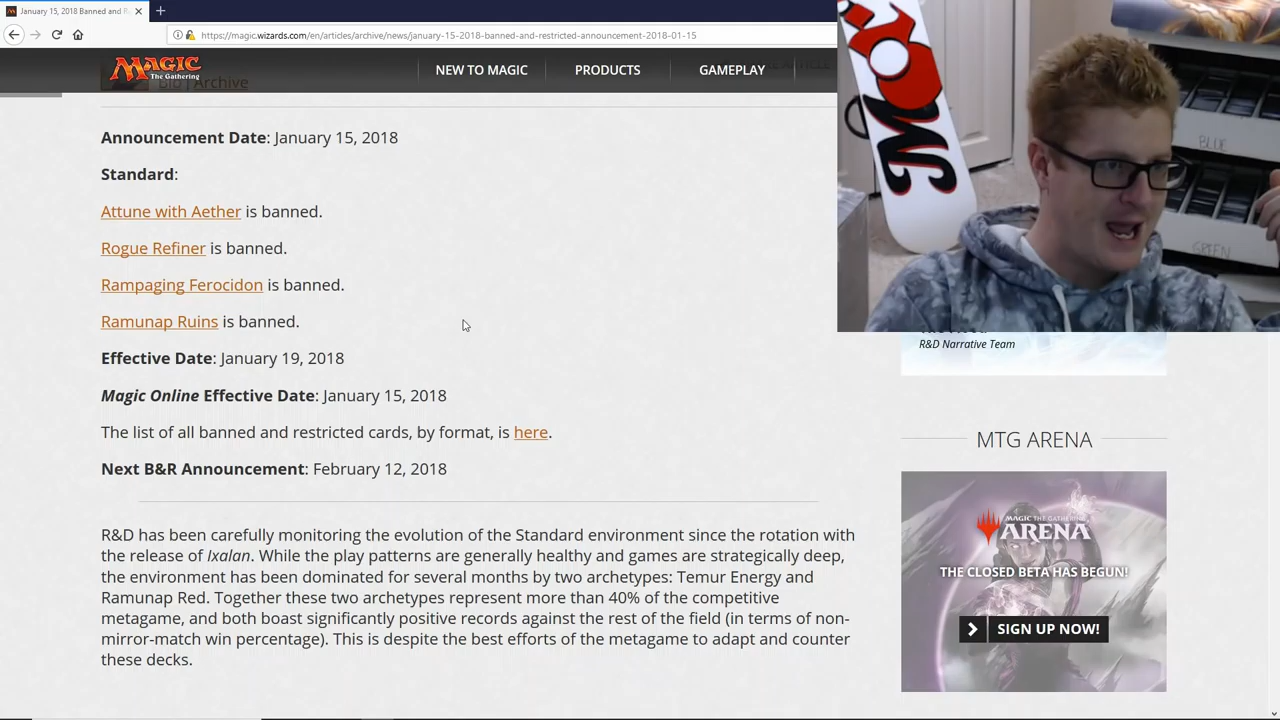 January 15, 2018 Banned and R
https://magic.wizards.com/en/articles/archive/news/january-15-2018-banned-and-restricted-announcement-2018-01-15
MAGIC
The Gathering
NEW TO MAGIC
PRODUCTS
GAMEPLAY
Bio | Archive
Announcement Date: January 15, 2018
Standard:
Attune with Aether is banned.
Rogue Refiner is banned.
Rampaging Ferocidon is banned.
Ramunap Ruins is banned.
Effective Date: January 19, 2018
Magic Online Effective Date: January 15, 2018
The list of all banned and restricted cards, by format, is here.
Next B&R Announcement: February 12, 2018
R&D has been carefully monitoring the evolution of the Standard environment since the rotation with
the release of Ixalan. While the play patterns are generally healthy and games are strategically deep,
the environment has been dominated for several months by two archetypes: Temur Energy and
Ramunap Red. Together these two archetypes represent more than 40% of the competitive
metagame, and both boast significantly positive records against the rest of the field (in terms of non-
mirror-match win percentage). This is despite the best efforts of the metagame to adapt and counter
these decks.
BLUE
GREEN
R&D Narrative Team
MTG ARENA
MAGIC THE GATHERING
ARENA
THE CLOSED BETA HAS BEGUN!
SIGN UP NOW!